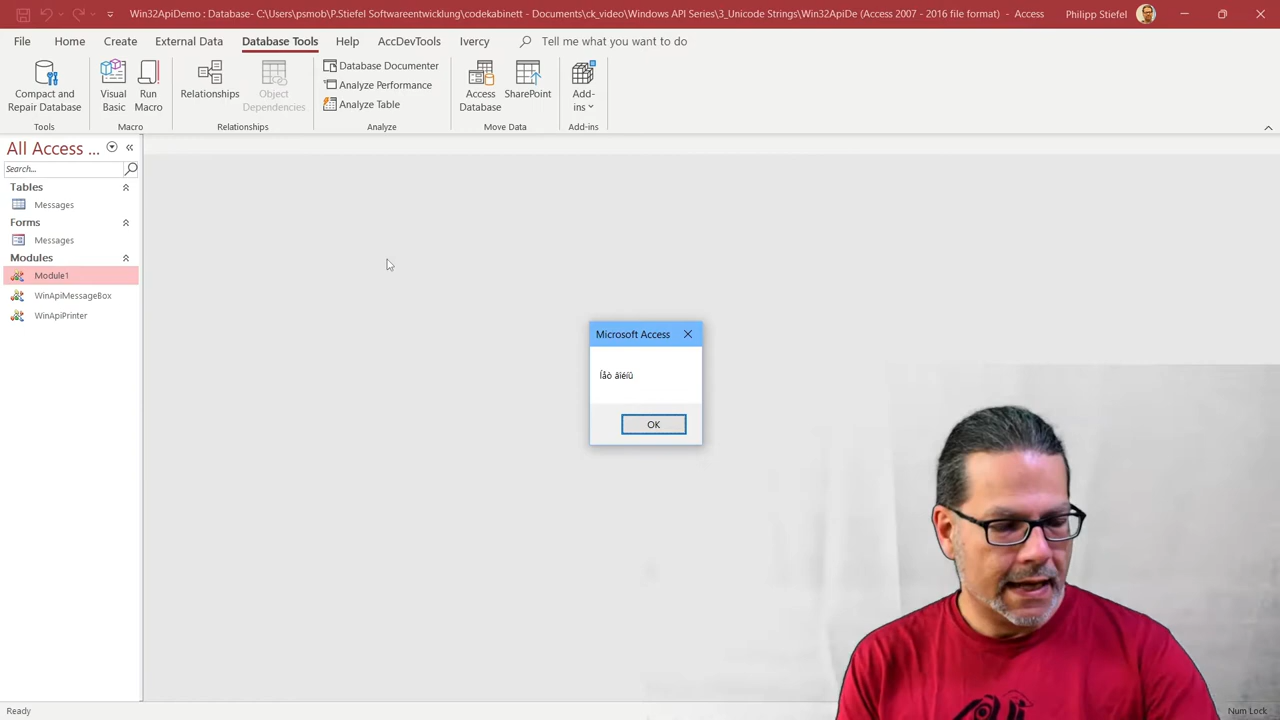 Win32ApiDemo : Database- C:\Users\psmob\P.Stiefel Softwareentwicklung\codekabinett - Documents\ck_video\Windows API Series\3_Unicode Strings\Win32ApiDe (Access 2007 - 2016 file format) - Access
Philipp Stiefel
File Home Create External Data Database Tools Help AccDevTools Ivercy Tell me what you want to do
Compact and Repair Database
Visual Basic
Run Macro
Relationships
Object Dependencies
Database Documenter
Analyze Performance
Analyze Table
Access Database
SharePoint
Add-ins
Tools Macro Relationships Analyze Move Data Add-ins
All Access ...
Search...
Tables
Messages
Forms
Messages
Modules
Module1
WinApiMessageBox
WinApiPrinter
Microsoft Access
Íåò âîéíû
OK
Ready
Num Lock